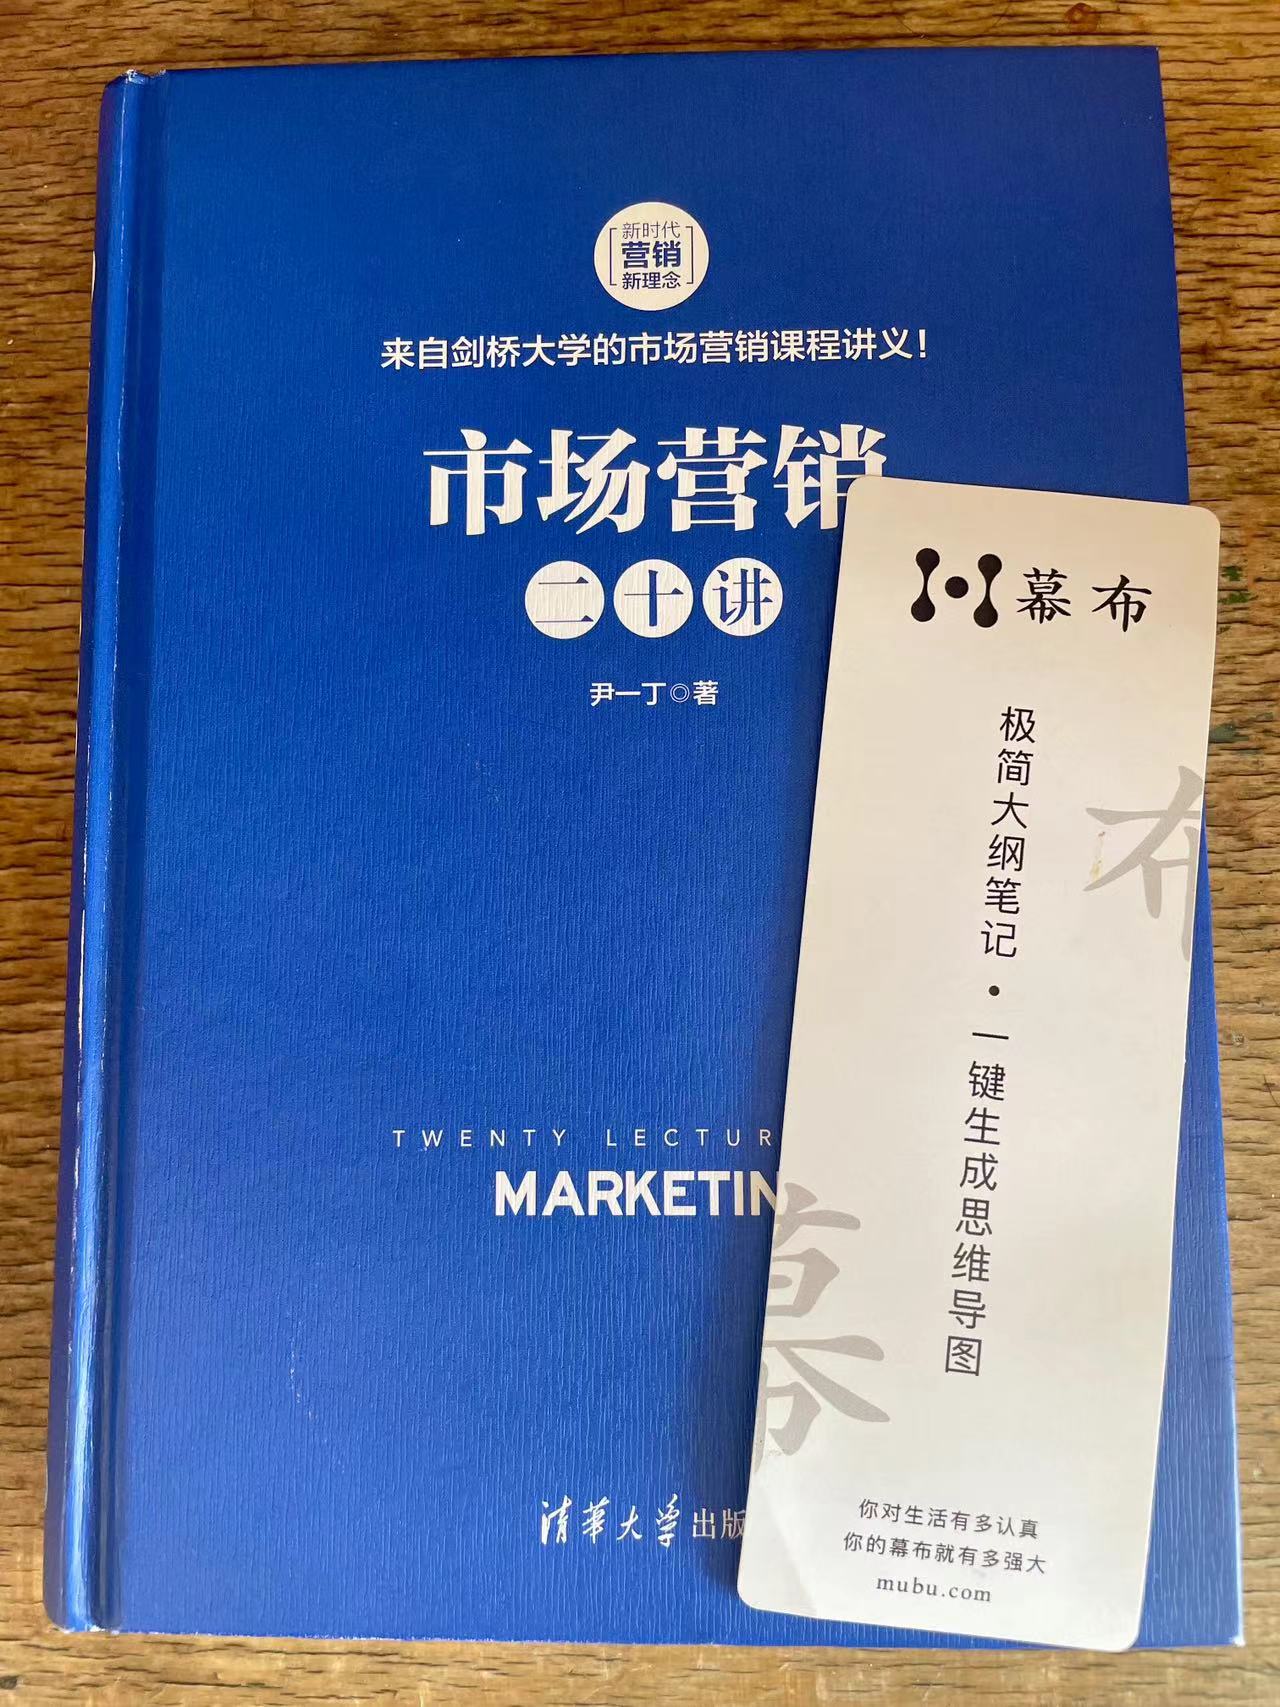 新时代
营销
新理念
来自剑桥大学的市场营销课程讲义！
市场营销
二十讲
尹一丁◎著
TWENTY LECTUR
MARKETIN
清华大学出版
幕布
极简大纲笔记·一键生成思维导图
布
幕
你对生活有多认真
你的幕布就有多强大
mubu.com